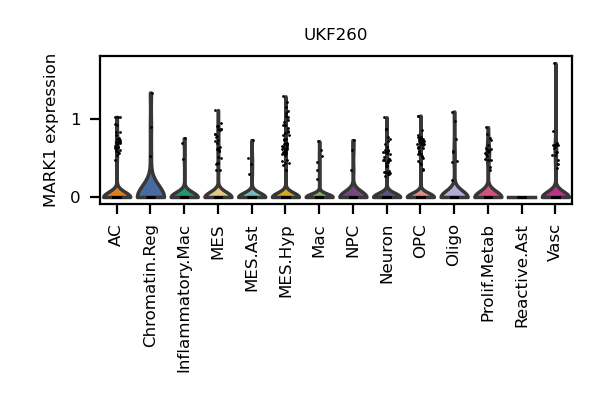 UKF260
MARK1 expression
1
0
AC
Chromatin.Reg
Inflammatory.Mac
MES
MES.Ast
MES.Hyp
Mac
NPC
Neuron
OPC
Oligo
Prolif.Metab
Reactive.Ast
Vasc